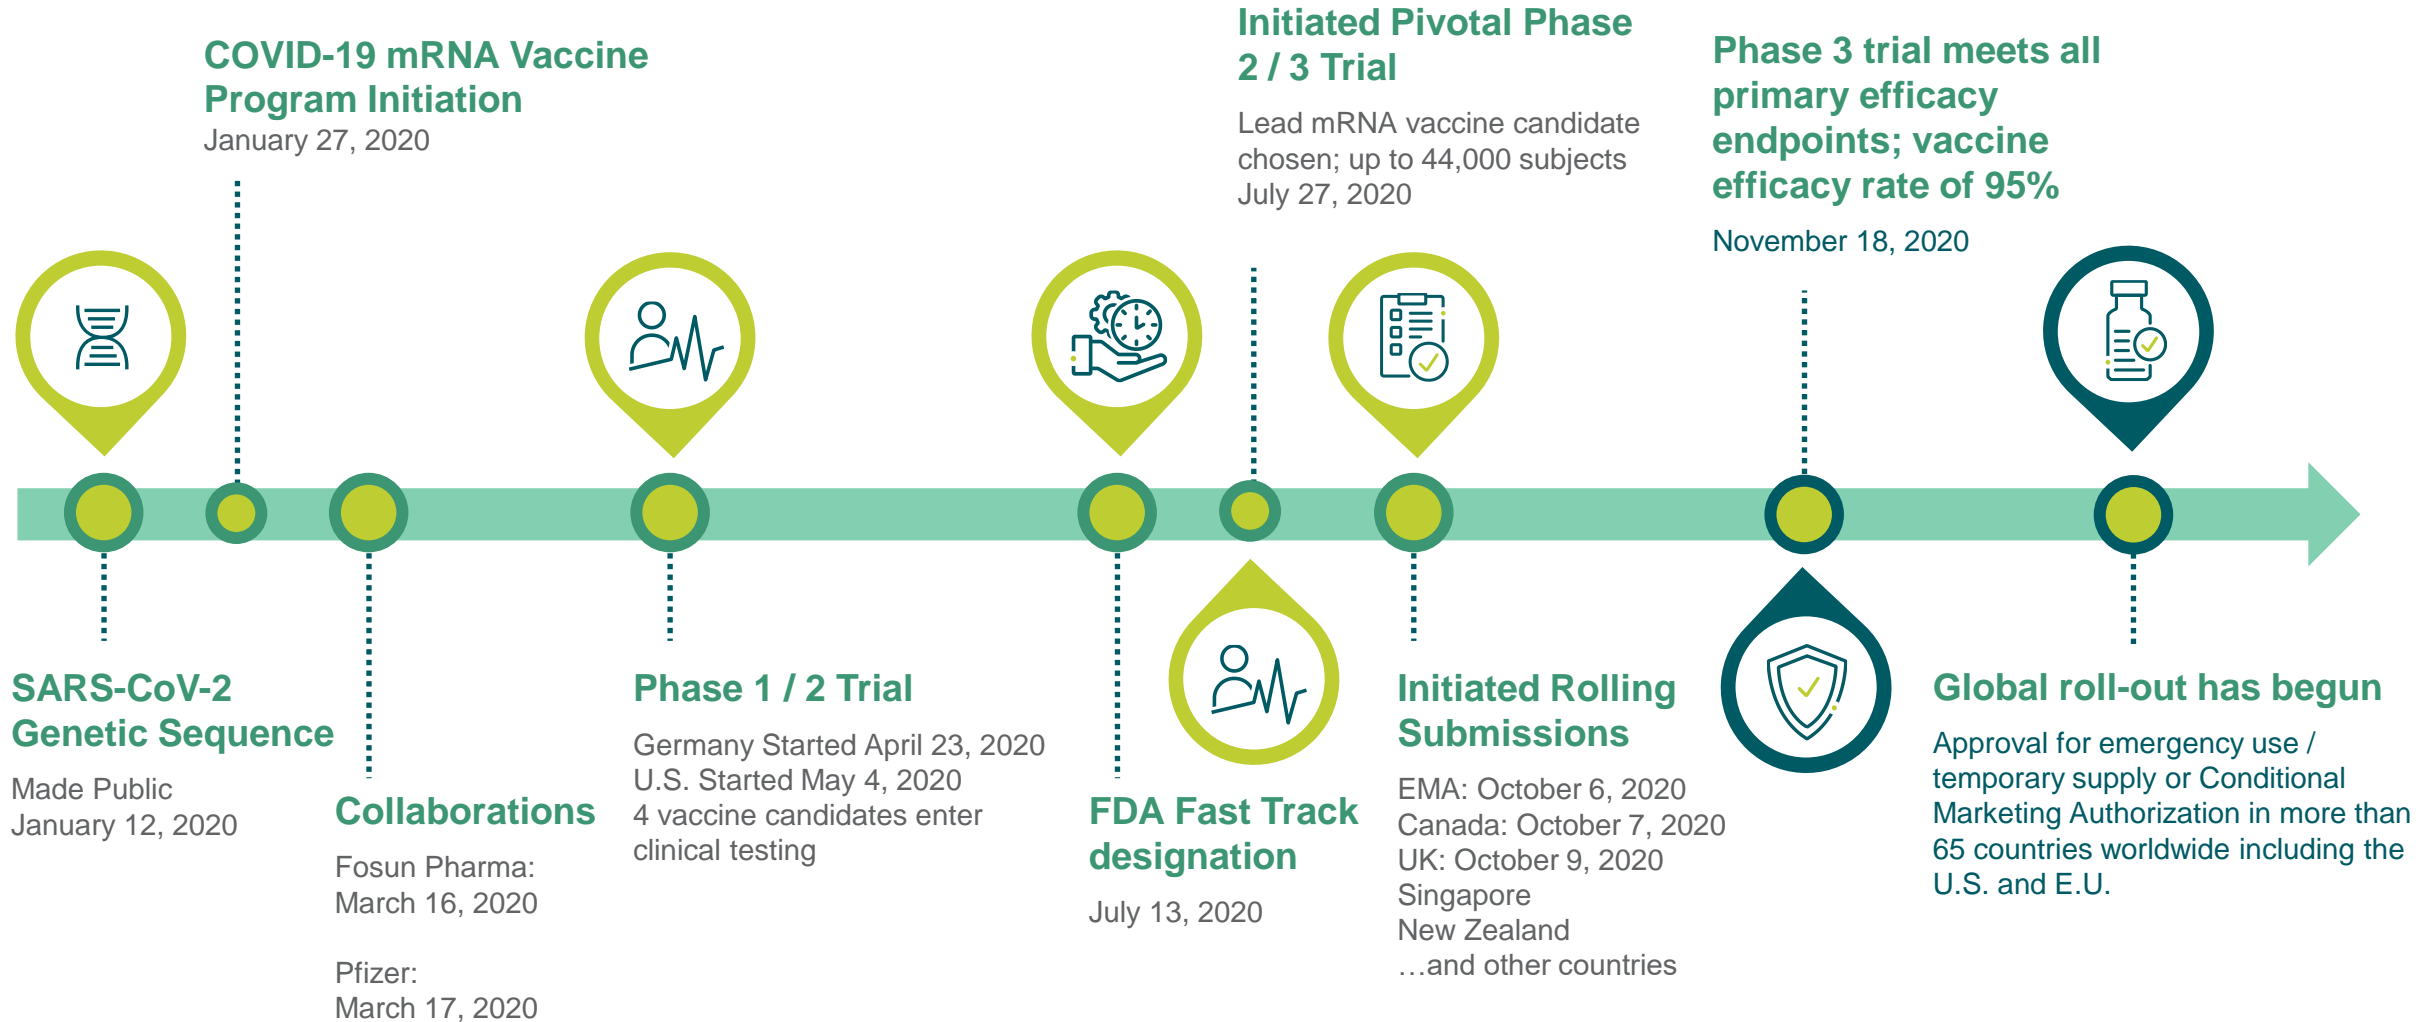 SARS-CoV-2
Genetic Sequence
Made Public
January 12, 2020
COVID-19 mRNA Vaccine
Program Initiation
January 27, 2020
Collaborations
Fosun Pharma:
March 16, 2020
Pfizer:
March 17, 2020
Phase 1 / 2 Trial
Germany Started April 23, 2020
U.S. Started May 4, 2020
4 vaccine candidates enter
clinical testing
FDA Fast Track
designation
July 13, 2020
Initiated Pivotal Phase
2 / 3 Trial
Lead mRNA vaccine candidate
chosen; up to 44,000 subjects
July 27, 2020
Initiated Rolling
Submissions
EMA: October 6, 2020
Canada: October 7, 2020
UK: October 9, 2020
Singapore
New Zealand
…and other countries
Phase 3 trial meets all
primary efficacy
endpoints; vaccine
efficacy rate of 95%
November 18, 2020
Global roll-out has begun
Approval for emergency use /
temporary supply or Conditional
Marketing Authorization in more than
65 countries worldwide including the
U.S. and E.U.